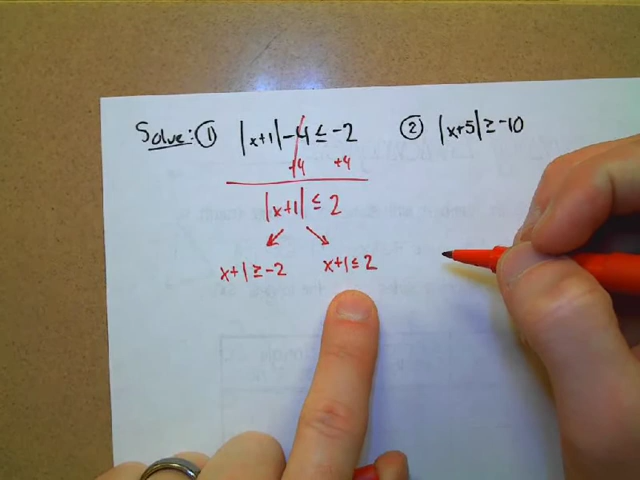 Solve: ① |x+1| - 4 ≤ -2
+4 +4
|x+1| ≤ 2
x+1 ≥ -2 x+1 ≤ 2
② |x+5| ≥ -10